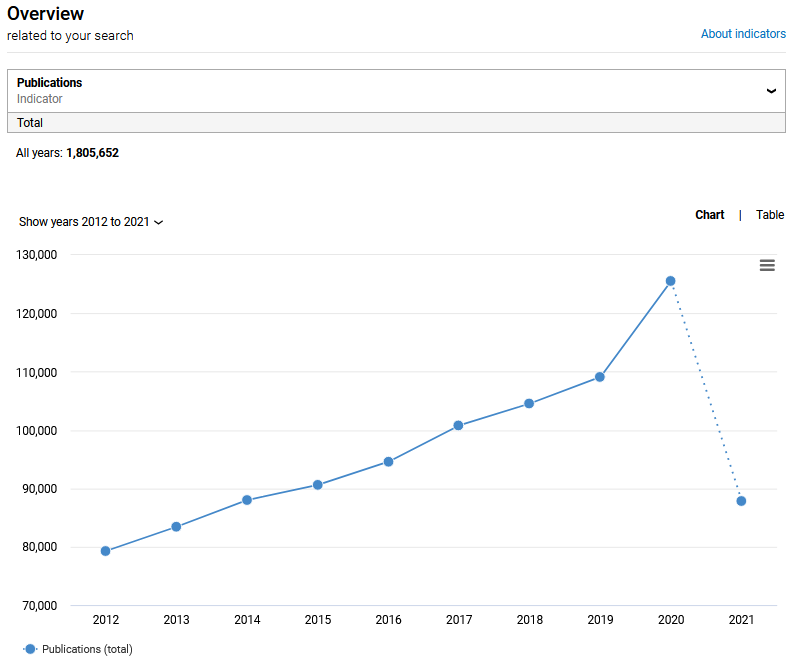 Overview
related to your search
About indicators
Publications
Indicator
Total
All years: 1,805,652
Show years 2012 to 2021
Chart | Table
130,000
120,000
110,000
100,000
90,000
80,000
70,000
2012 2013 2014 2015 2016 2017 2018 2019 2020 2021
Publications (total)